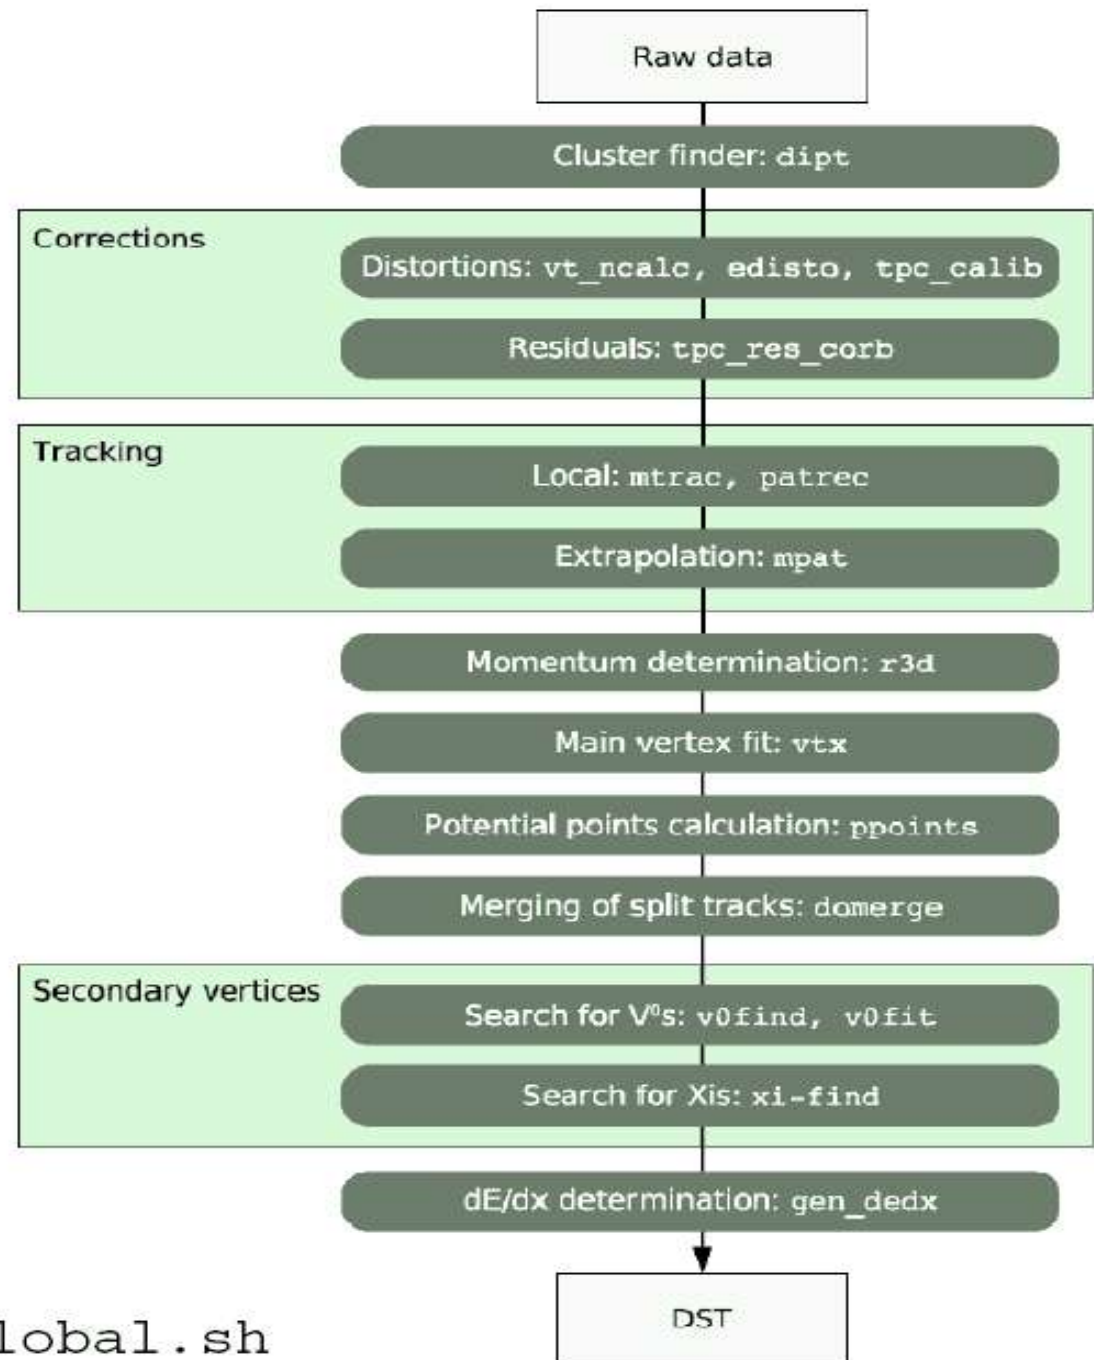 Raw data
Cluster finder: dipt
Corrections
Distortions: vt_ncalc, edisto, tpc_calib
Residuals: tpc_res_corb
Tracking
Local: mtrac, patrec
Extrapolation: mpat
Momentum determination: r3d
Main vertex fit: vtx
Potential points calculation: ppoints
Merging of split tracks: domerge
Secondary vertices
Search for V⁰s: v0find, v0fit
Search for Xis: xi-find
dE/dx determination: gen_dedx
DST
lobal.sh